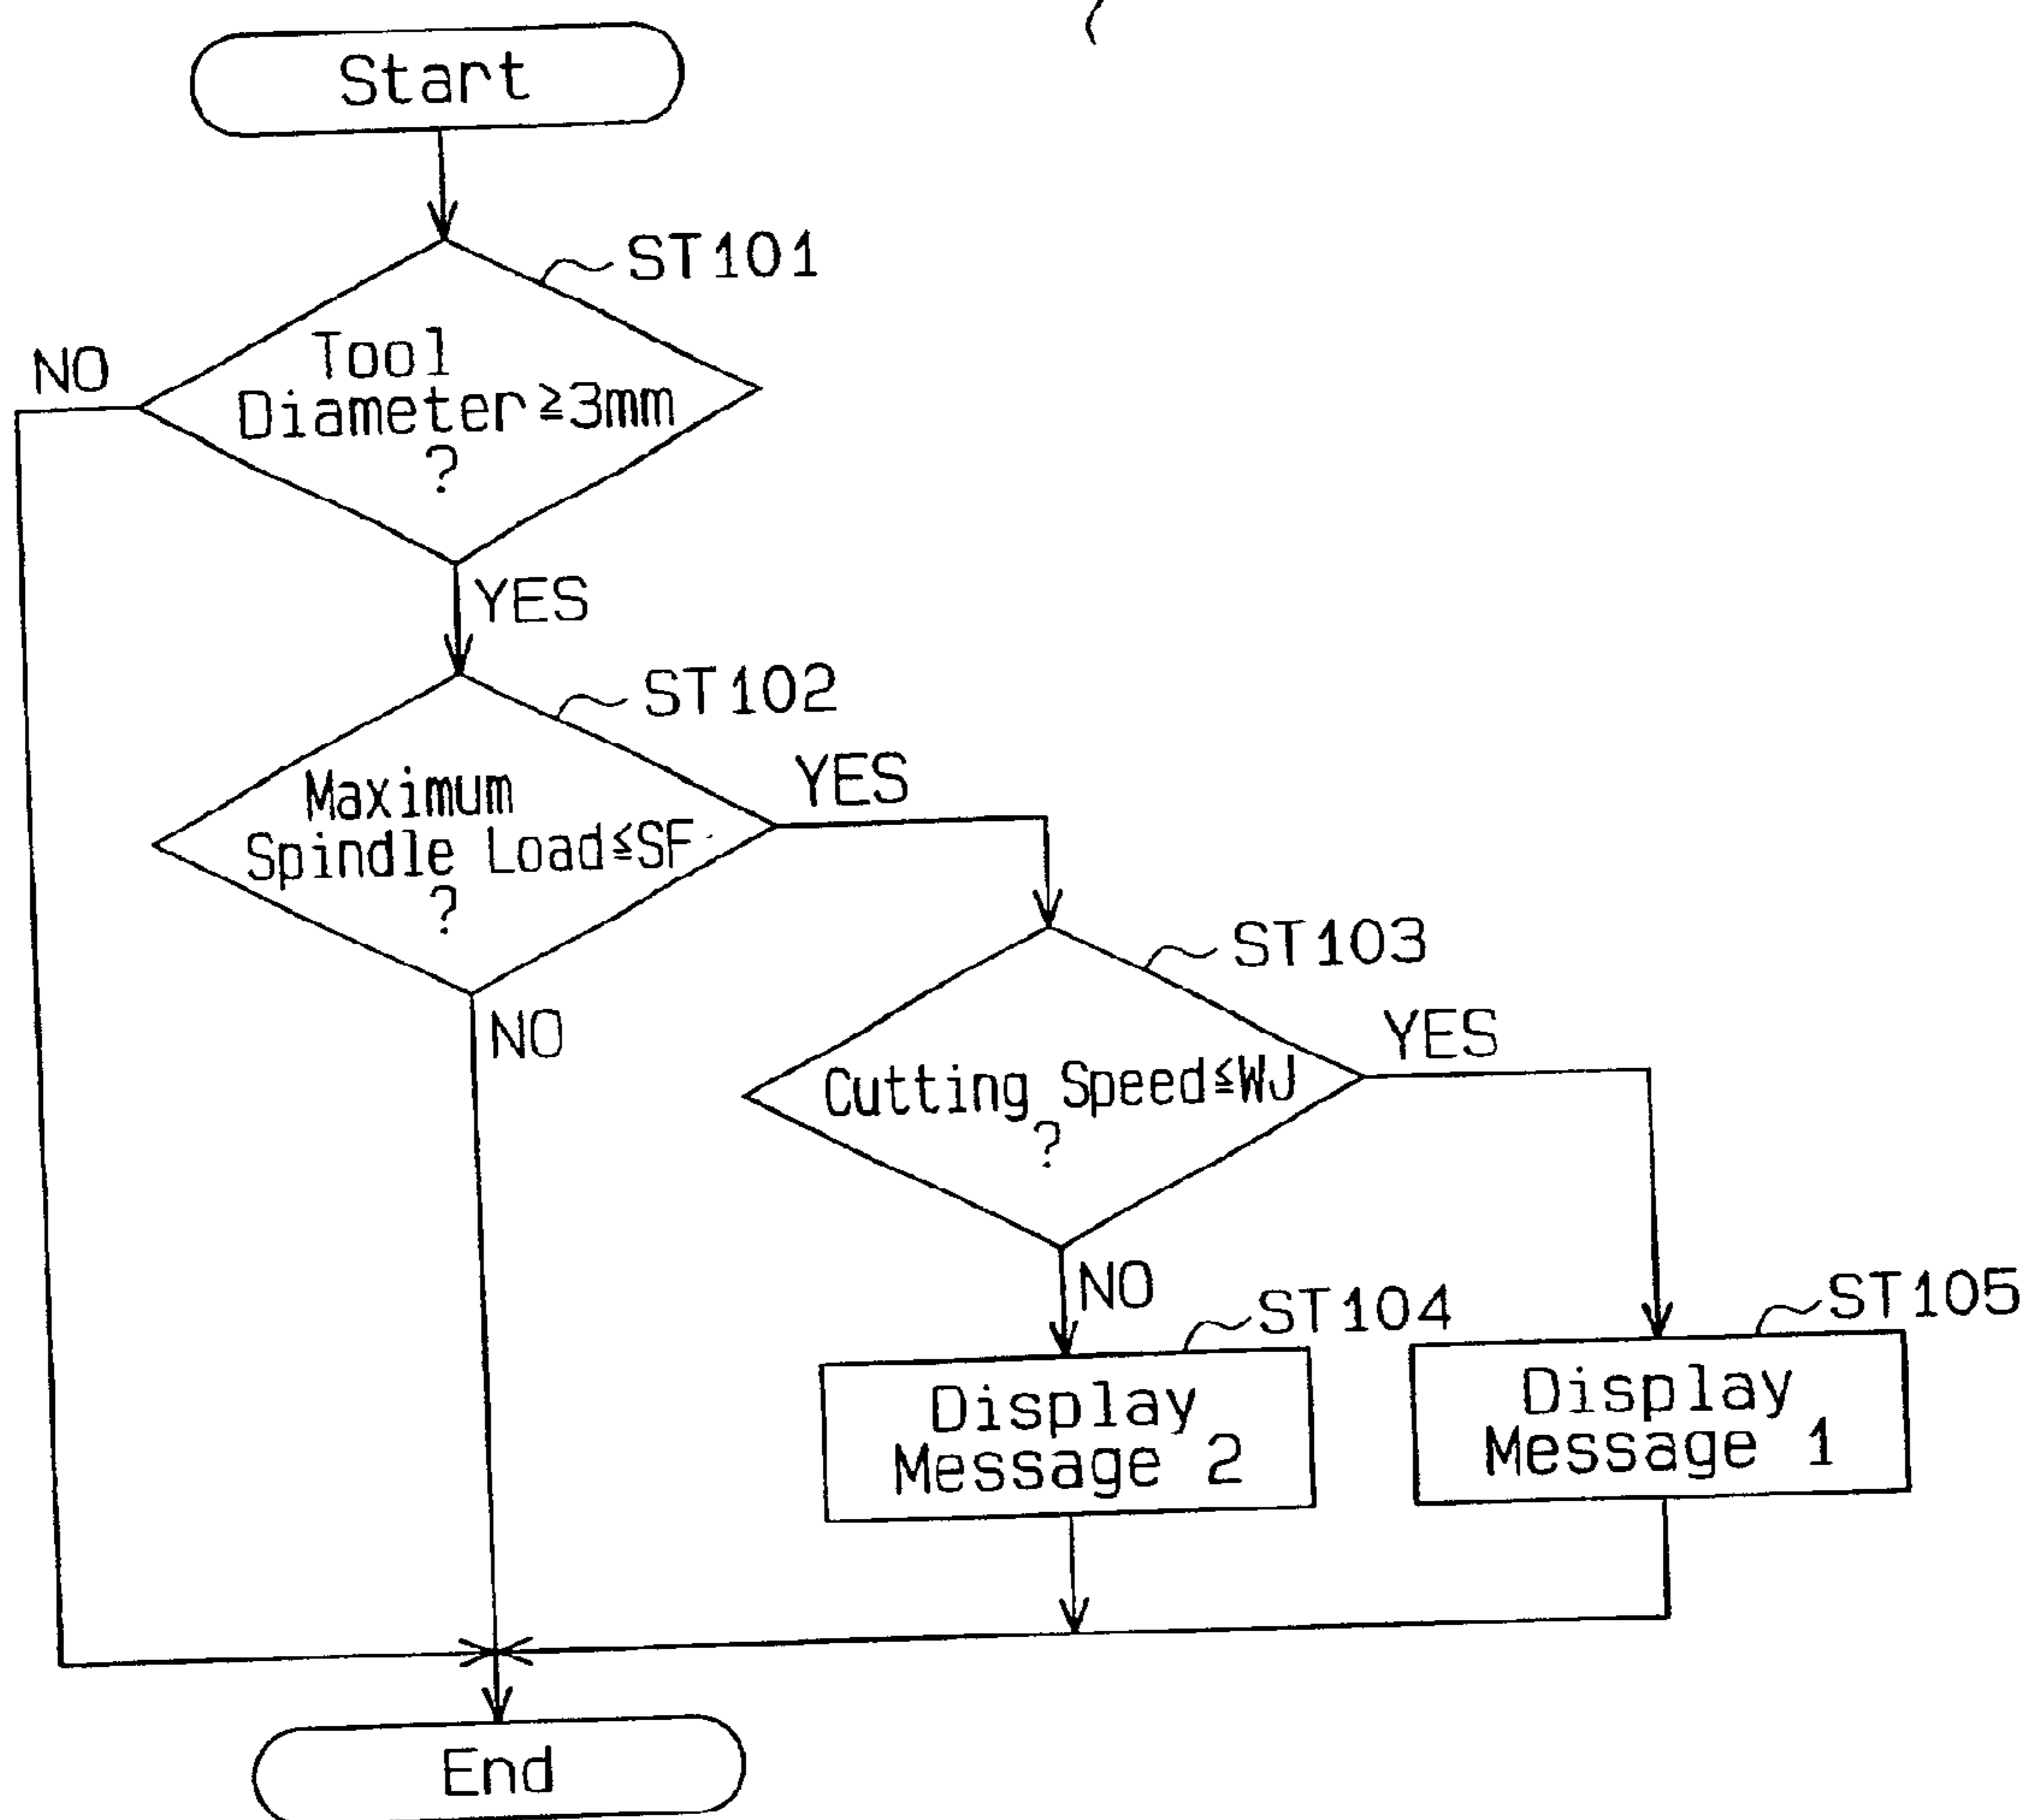 Start
ST101
NO
Tool
Diameter≧3mm
?
YES
ST102
Maximum
Spindle Load≦SF
?
YES
NO
ST103
Cutting Speed≦WJ
?
YES
NO
ST104
ST105
Display
Message 2
Display
Message 1
End